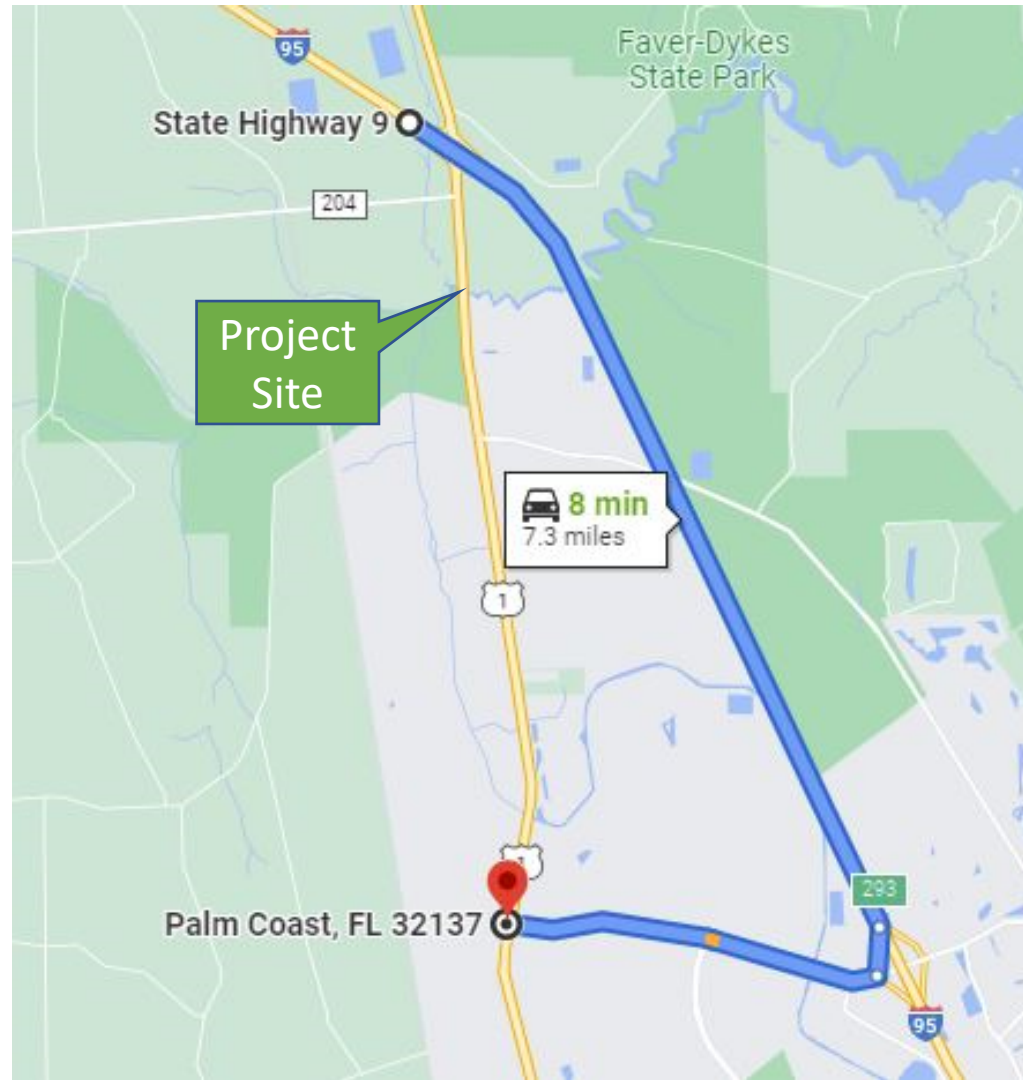 95
Faver-Dykes
State Park
State Highway 9
204
Project
Site
8 min
7.3 miles
1
1
293
Palm Coast, FL 32137
95